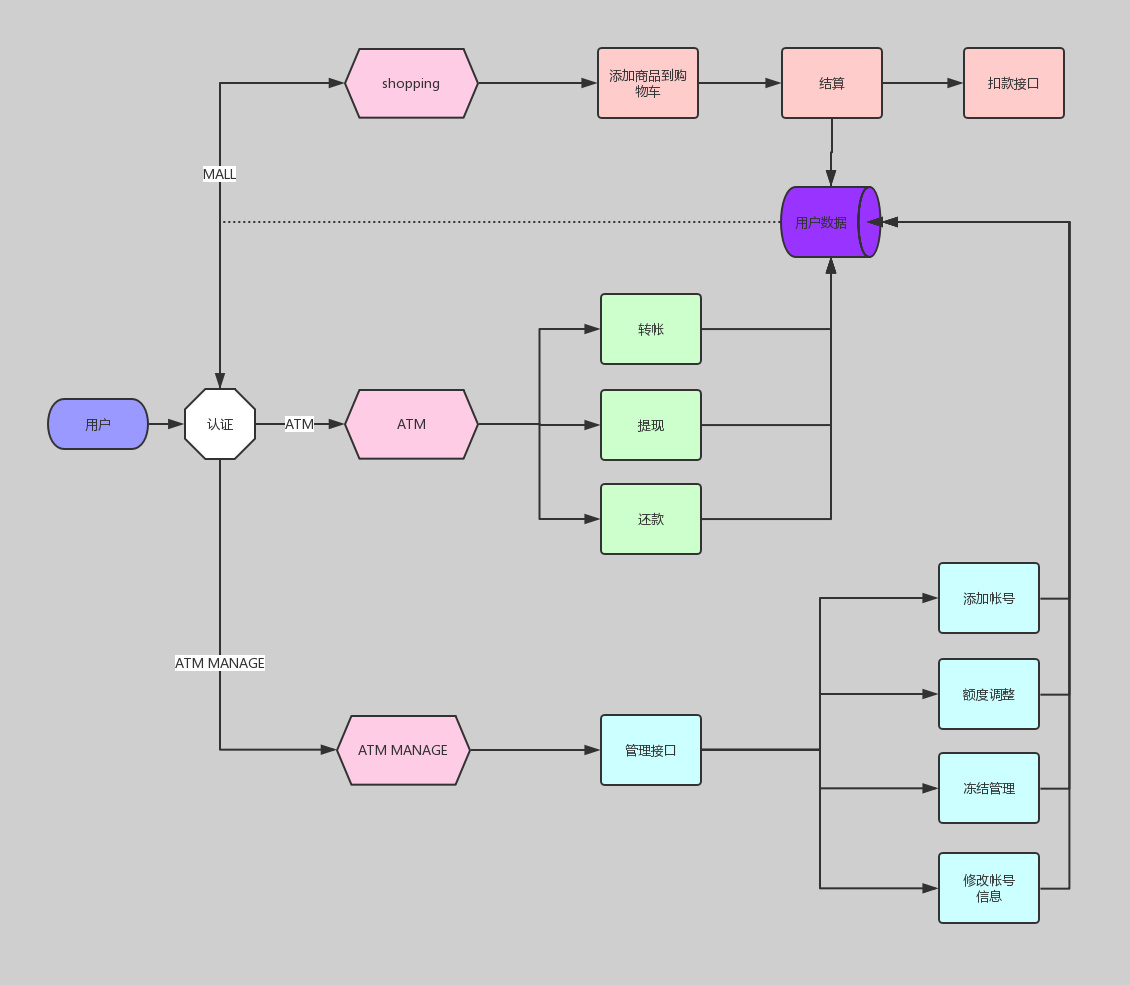 shopping
添加商品到购
物车
结算
扣款接口
MALL
用户数据
转帐
用户
认证
ATM
ATM
提现
还款
添加帐号
ATM MANAGE
额度调整
ATM MANAGE
管理接口
冻结管理
修改帐号
信息